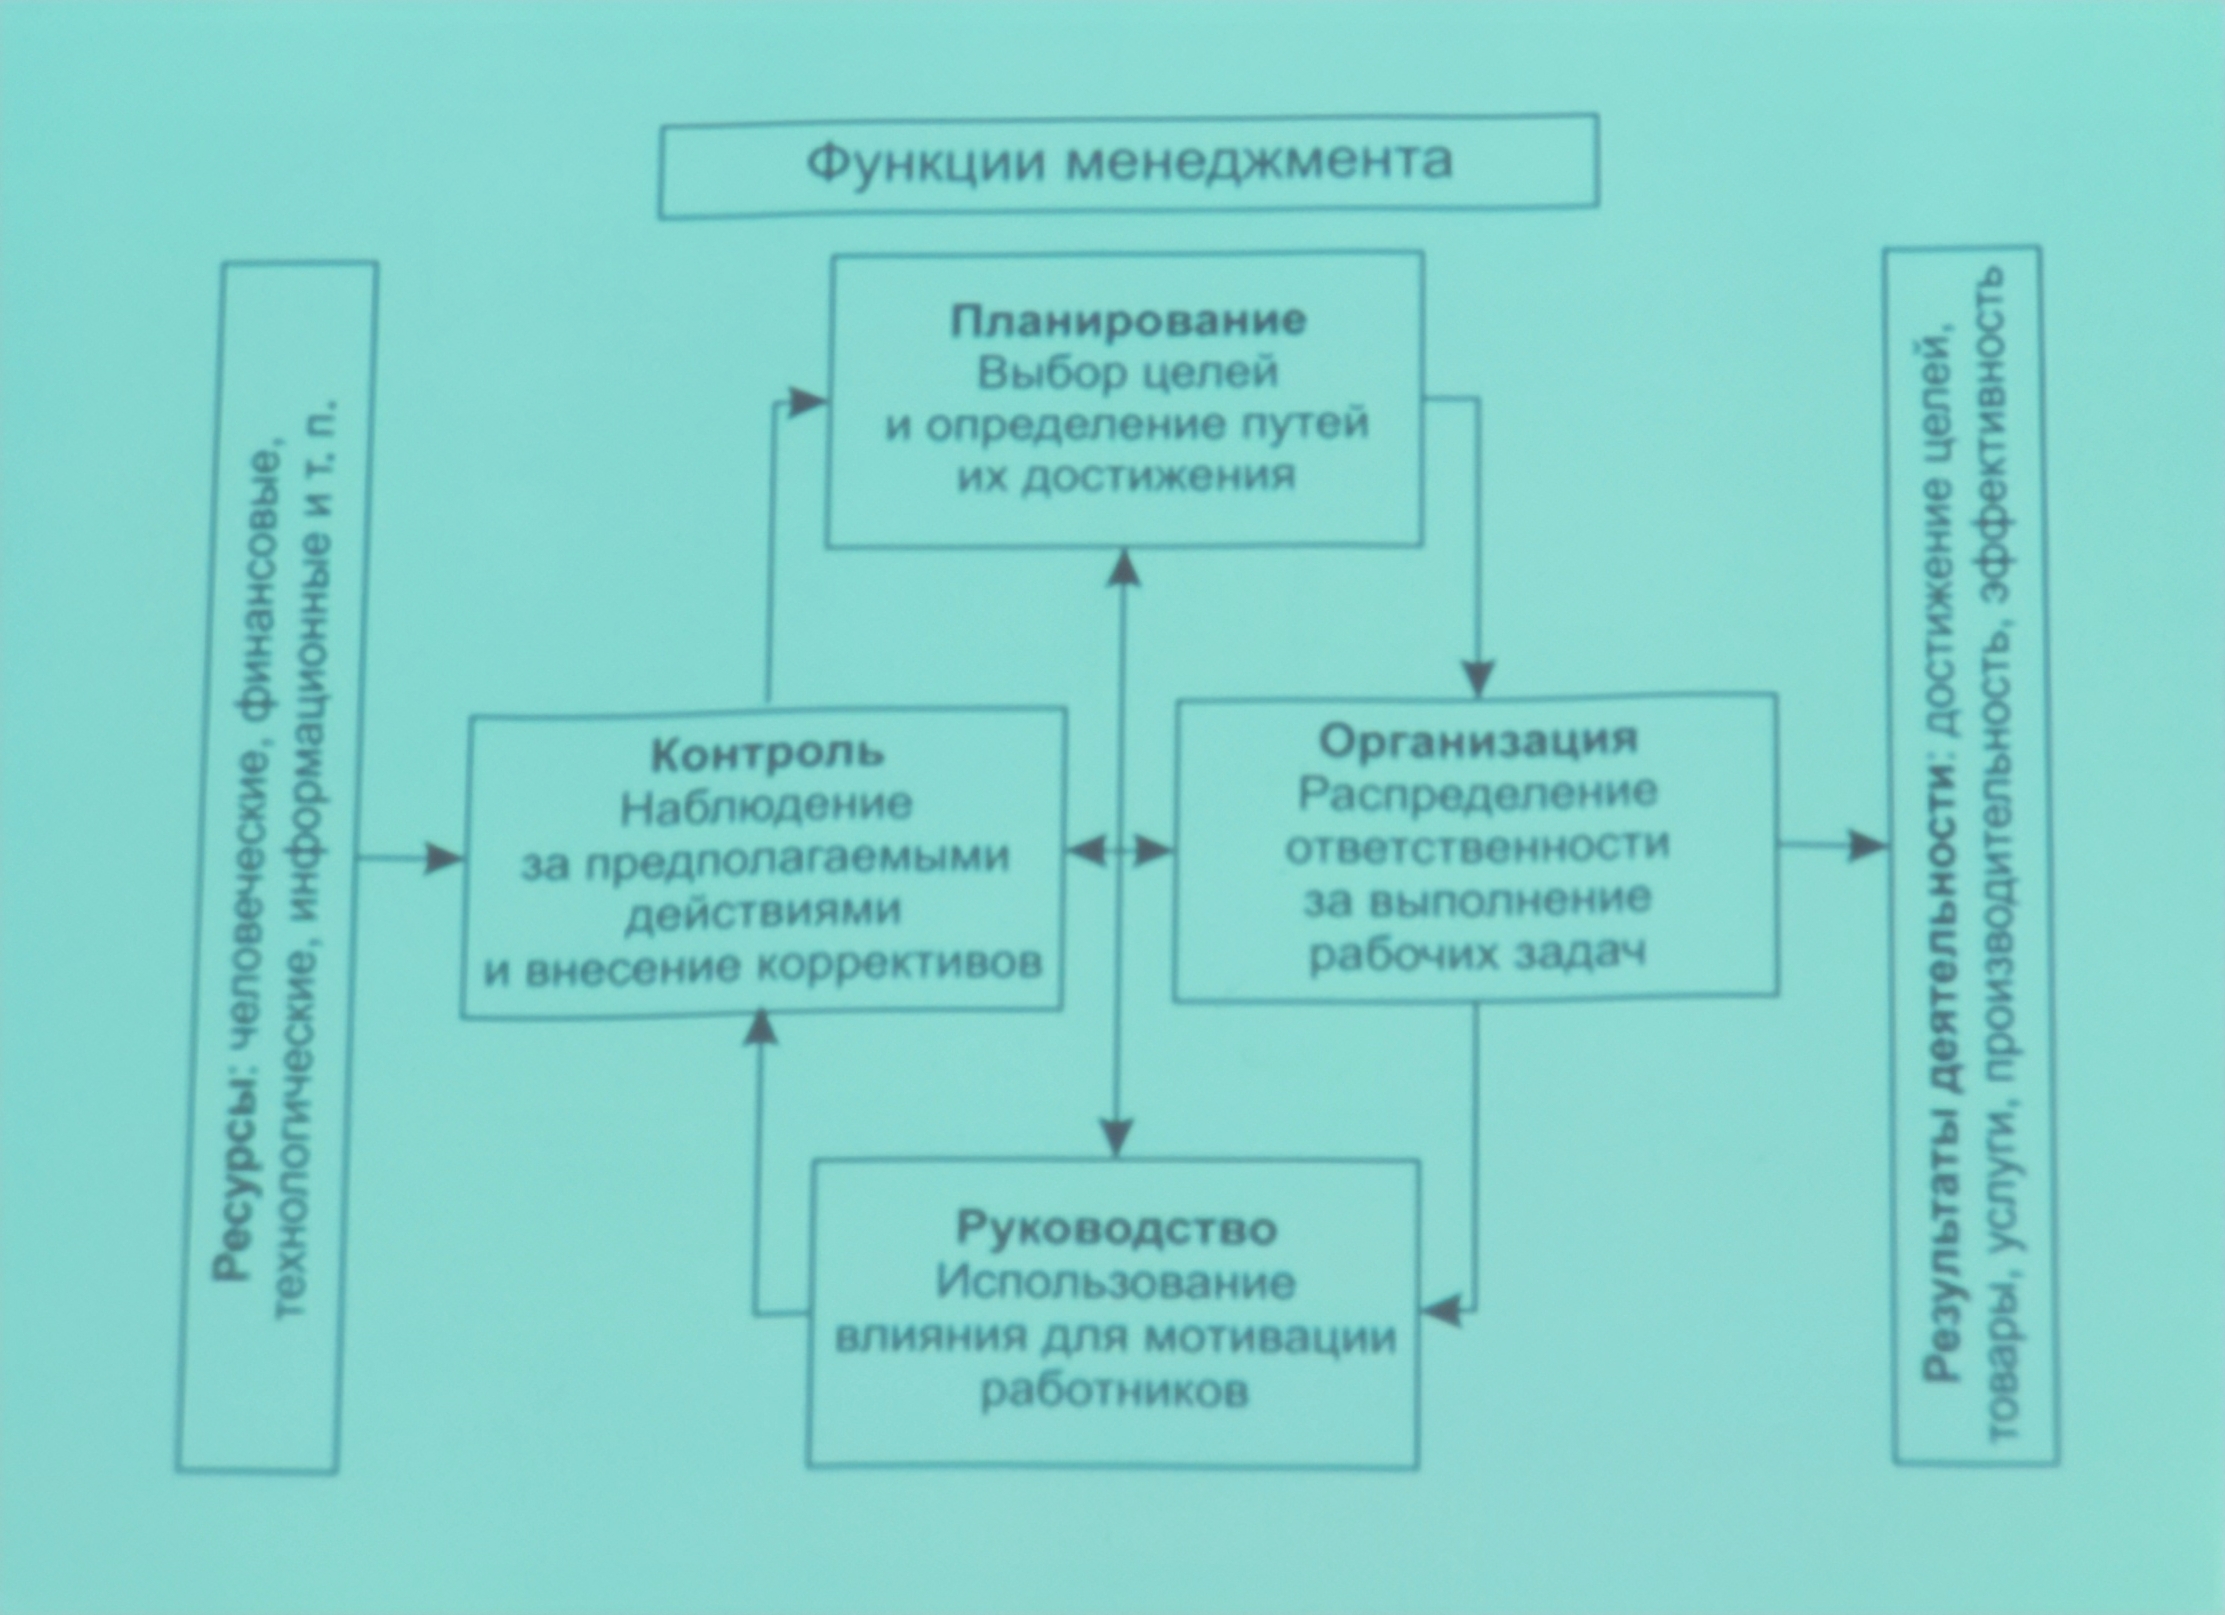 Функции менеджмента
Планирование
Выбор целей
и определение путей
их достижения
Ресурсы: человеческие, финансовые,
технологические, информационные и т. п.
Контроль
Наблюдение
за предполагаемыми
действиями
и внесение коррективов
Организация
Распределение
ответственности
за выполнение
рабочих задач
Руководство
Использование
влияния для мотивации
работников
Результаты деятельности: достижение целей,
товары, услуги, производительность, эффективность